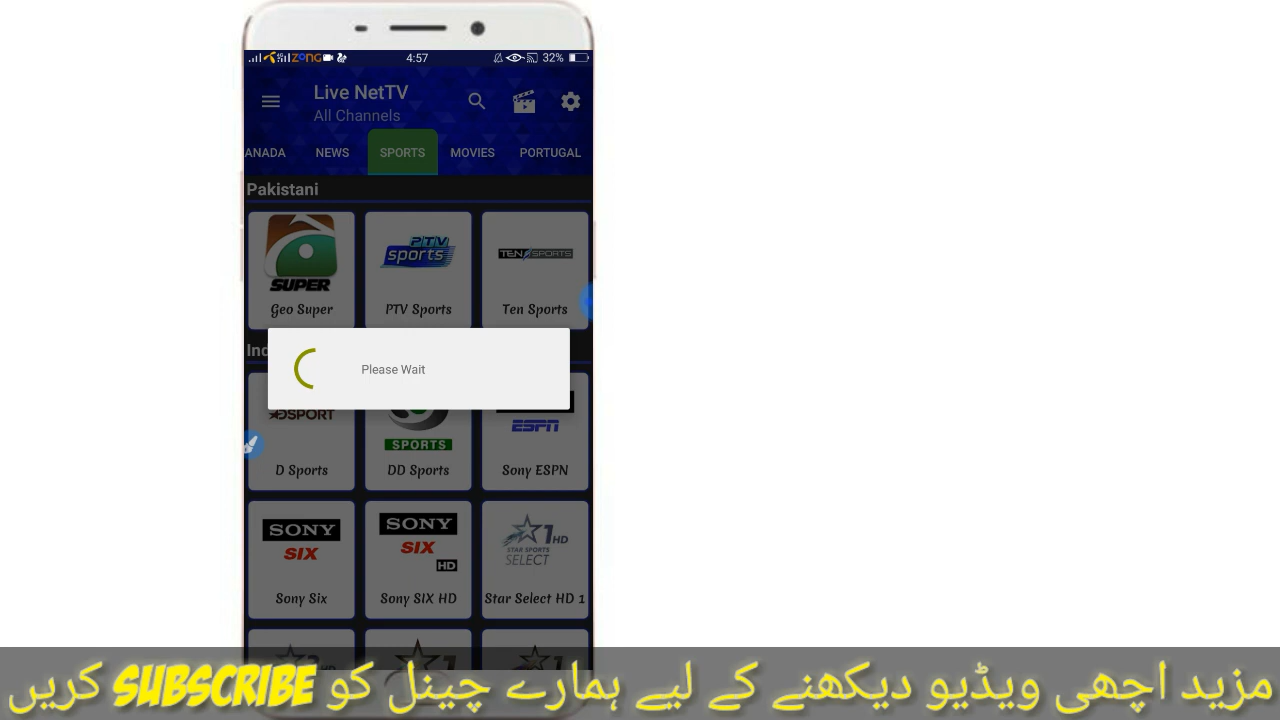 ZONG 4:57 32%
Live NetTV
All Channels
ANADA NEWS SPORTS MOVIES PORTUGAL
Pakistani
SUPER PTV sports TEN SPORTS
Geo Super PTV Sports Ten Sports
Please Wait
DSPORT SPORTS ESPN
D Sports DD Sports Sony ESPN
SONY SIX SONY SIX HD 1HD STAR SPORTS SELECT
Sony Six Sony SIX HD Star Select HD 1
مزید اچھی ویڈیو دیکھنے کے لیے ہمارے چینل کو SUBSCRIBE کریں